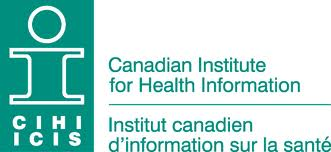 CIHI
ICIS
Canadian Institute
for Health Information
Institut canadien
d'information sur la santé